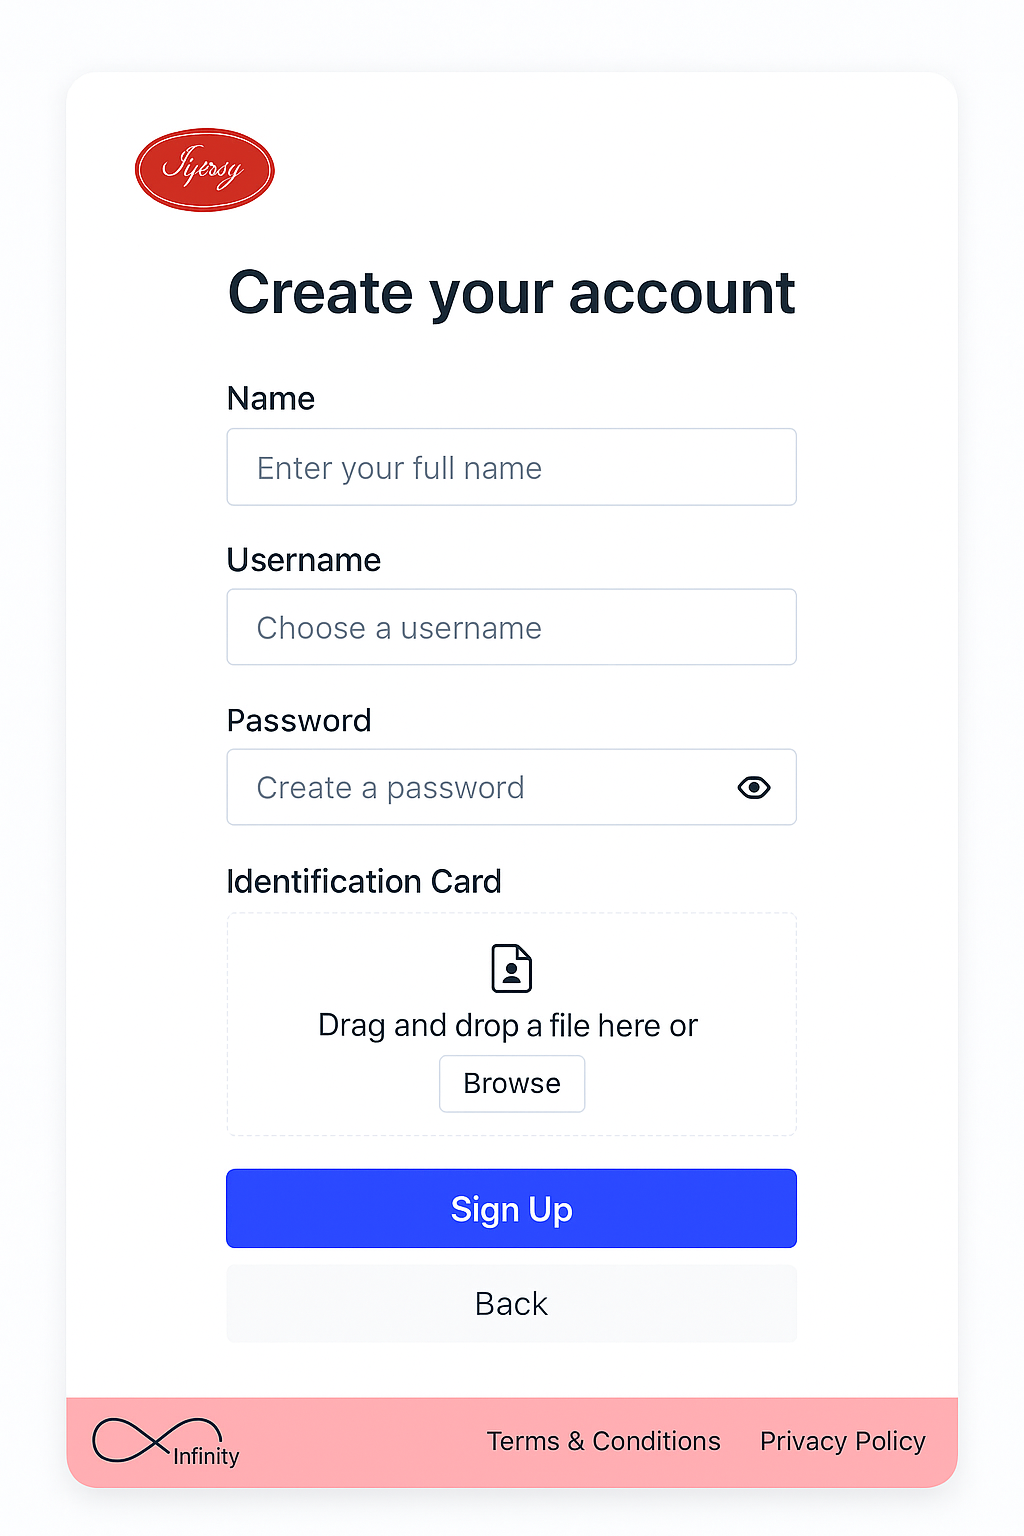 Jyessy
Create your account
Name
Enter your full name
Username
Choose a username
Password
Create a password
Identification Card
Drag and drop a file here or
Browse
Sign Up
Back
Infinity
Terms & Conditions
Privacy Policy